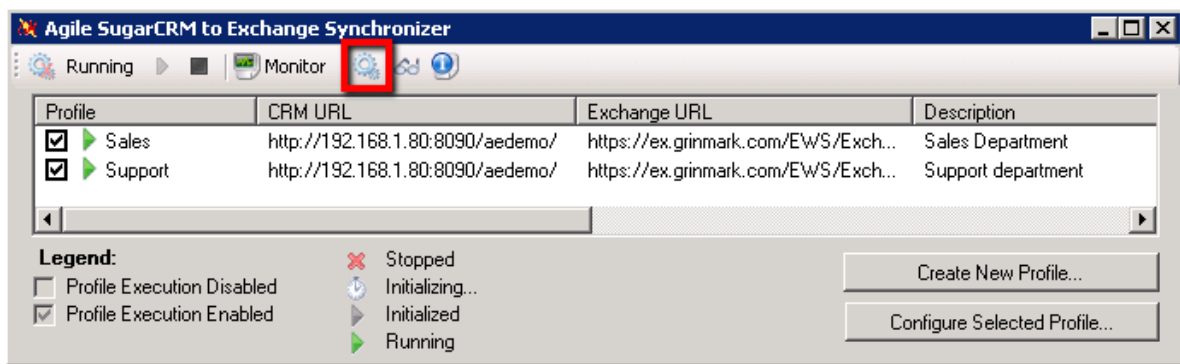 Agile SugarCRM to Exchange Synchronizer
Running Monitor
Profile CRM URL Exchange URL Description
Sales http://192.168.1.80:8090/aedemo/ https://ex.grinmark.com/EWS/Exch... Sales Department
Support http://192.168.1.80:8090/aedemo/ https://ex.grinmark.com/EWS/Exch... Support department
Legend:
Profile Execution Disabled
Profile Execution Enabled
Stopped
Initializing...
Initialized
Running
Create New Profile...
Configure Selected Profile...